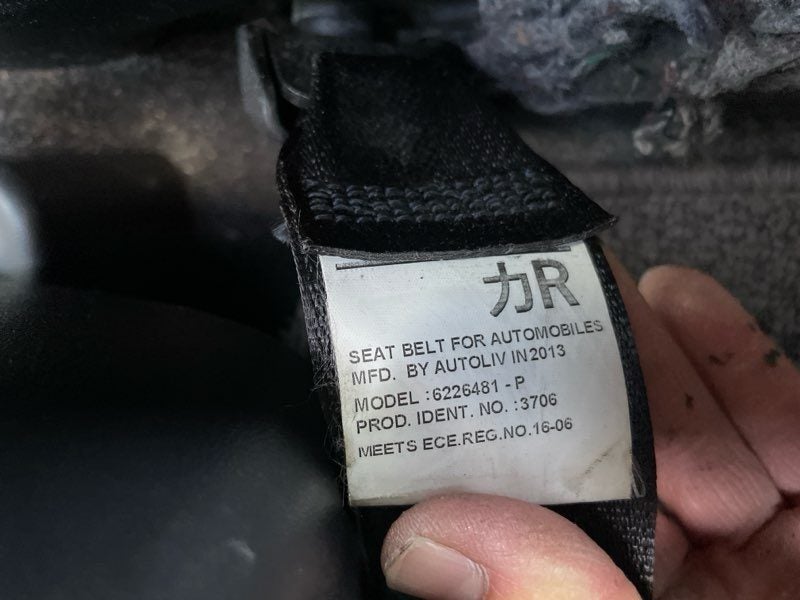 力R
SEAT BELT FOR AUTOMOBILES
MFD. BY AUTOLIV IN 2013
MODEL :6226481 - P
PROD. IDENT. NO. :3706
MEETS ECE.REG.NO.16-06